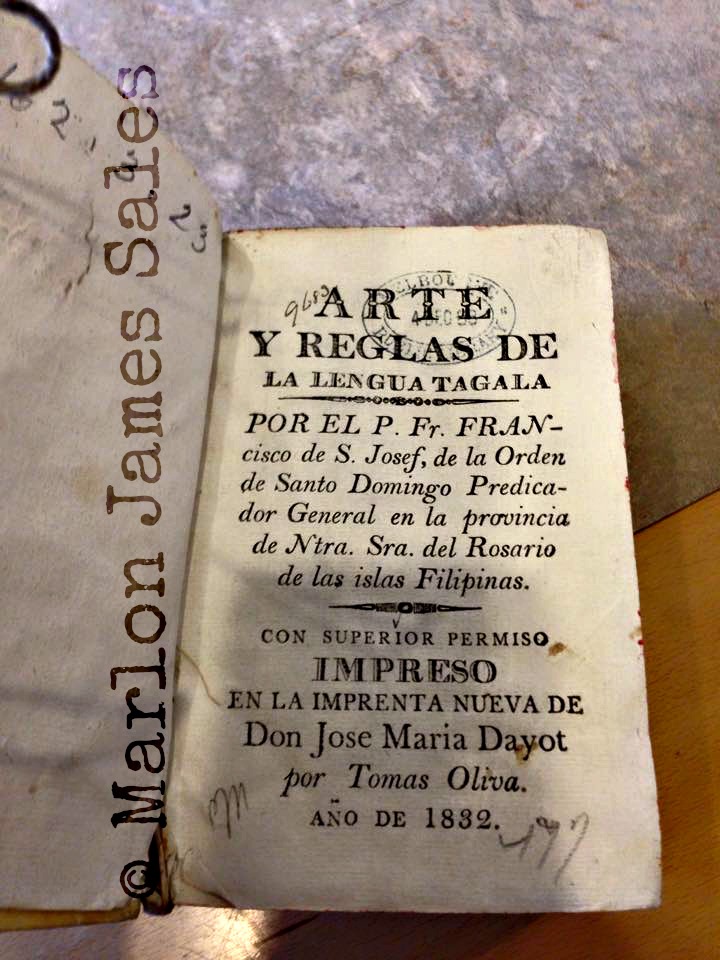 © Marlon James Sales
9683
ARTE
Y REGLAS DE
LA LENGUA TAGALA
POR EL P. Fr. FRAN-
cisco de S. Josef, de la Orden
de Santo Domingo Predica-
dor General en la provincia
de Ntra. Sra. del Rosario
de las islas Filipinas.
CON SUPERIOR PERMISO
IMPRESO
EN LA IMPRENTA NUEVA DE
Don Jose Maria Dayot
por Tomas Oliva.
AÑO DE 1832.